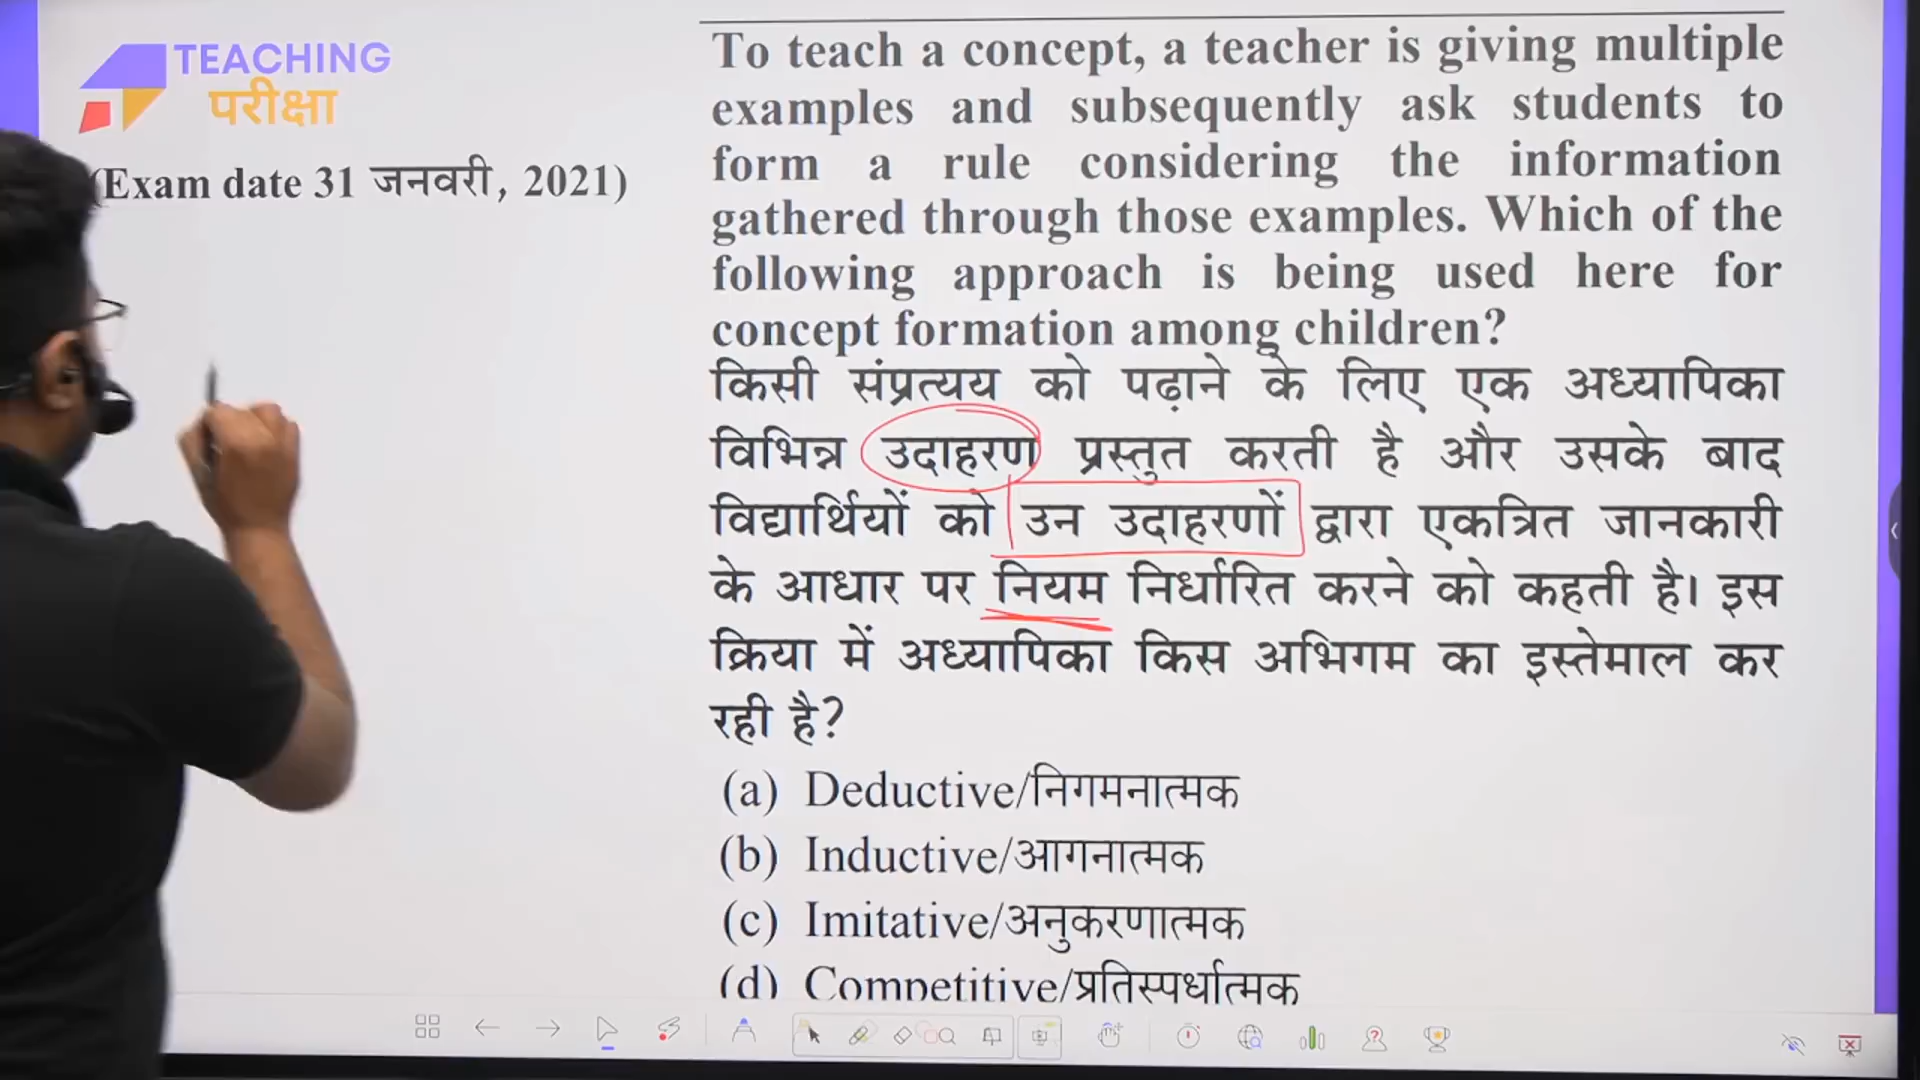 TEACHING
परीक्षा
(Exam date 31 जनवरी, 2021)
To teach a concept, a teacher is giving multiple
examples and subsequently ask students to
form a rule considering the information
gathered through those examples. Which of the
following approach is being used here for
concept formation among children?
किसी संप्रत्यय को पढ़ाने के लिए एक अध्यापिका
विभिन्न उदाहरण प्रस्तुत करती है और उसके बाद
विद्यार्थियों को उन उदाहरणों द्वारा एकत्रित जानकारी
के आधार पर नियम निर्धारित करने को कहती है। इस
क्रिया में अध्यापिका किस अभिगम का इस्तेमाल कर
रही है?
(a) Deductive/निगमनात्मक
(b) Inductive/आगनात्मक
(c) Imitative/अनुकरणात्मक
(d) Competitive/प्रतिस्पर्धात्मक